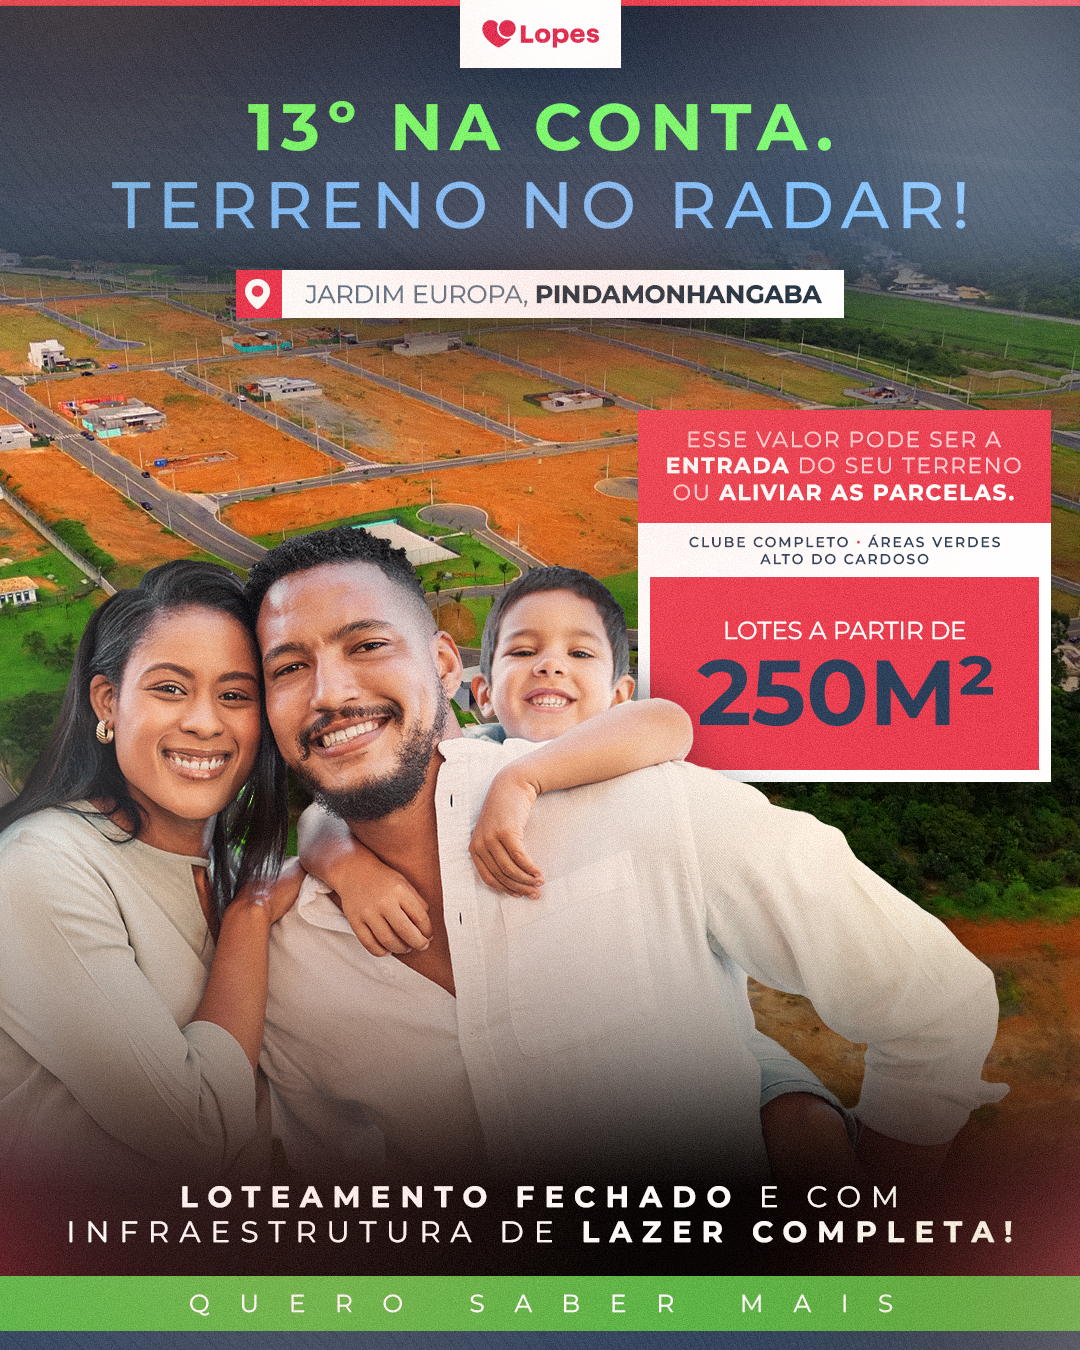 Lopes
13º NA CONTA.
TERRENO NO RADAR!
JARDIM EUROPA, PINDAMONHANGABA
ESSE VALOR PODE SER A
ENTRADA DO SEU TERRENO
OU ALIVIAR AS PARCELAS.
CLUBE COMPLETO • ÁREAS VERDES
ALTO DO CARDOSO
LOTES A PARTIR DE
250M²
LOTEAMENTO FECHADO E COM
INFRAESTRUTURA DE LAZER COMPLETA!
QUERO SABER MAIS